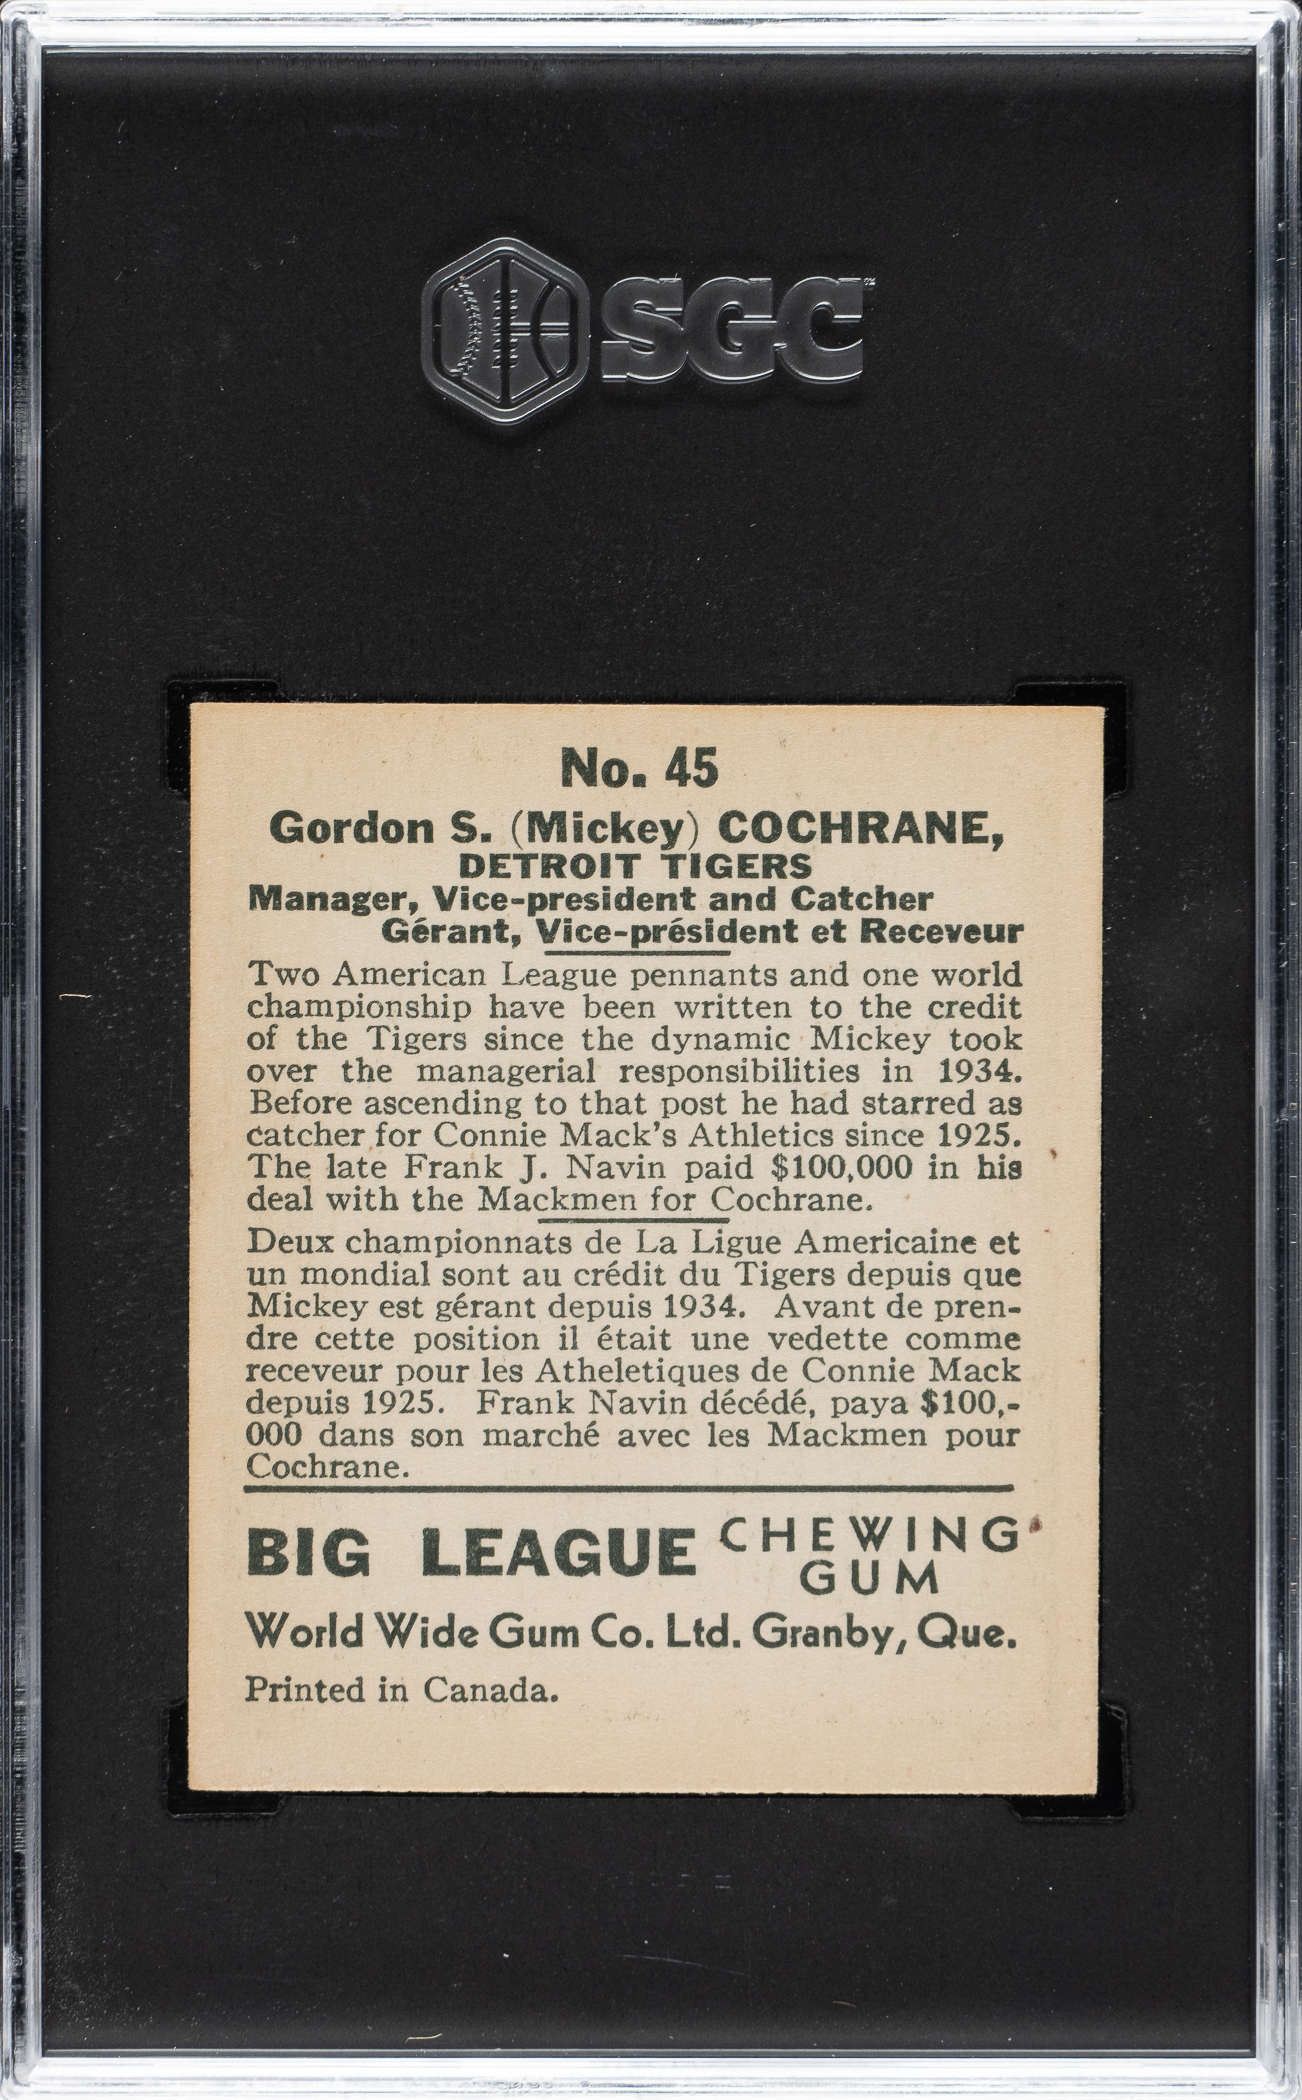 SGC
No. 45
Gordon S. (Mickey) COCHRANE,
DETROIT TIGERS
Manager, Vice-president and Catcher
Gérant, Vice-président et Receveur
Two American League pennants and one world
championship have been written to the credit
of the Tigers since the dynamic Mickey took
over the managerial responsibilities in 1934.
Before ascending to that post he had starred as
catcher for Connie Mack's Athletics since 1925.
The late Frank J. Navin paid $100,000 in his
deal with the Mackmen for Cochrane.
Deux championnats de La Ligue Americaine et
un mondial sont au crédit du Tigers depuis que
Mickey est gérant depuis 1934. Avant de pren-
dre cette position il était une vedette comme
receveur pour les Atheletiques de Connie Mack
depuis 1925. Frank Navin décédé, paya $100,-
000 dans son marché avec les Mackmen pour
Cochrane.
BIG LEAGUE CHEWING
GUM
World Wide Gum Co. Ltd. Granby, Que.
Printed in Canada.